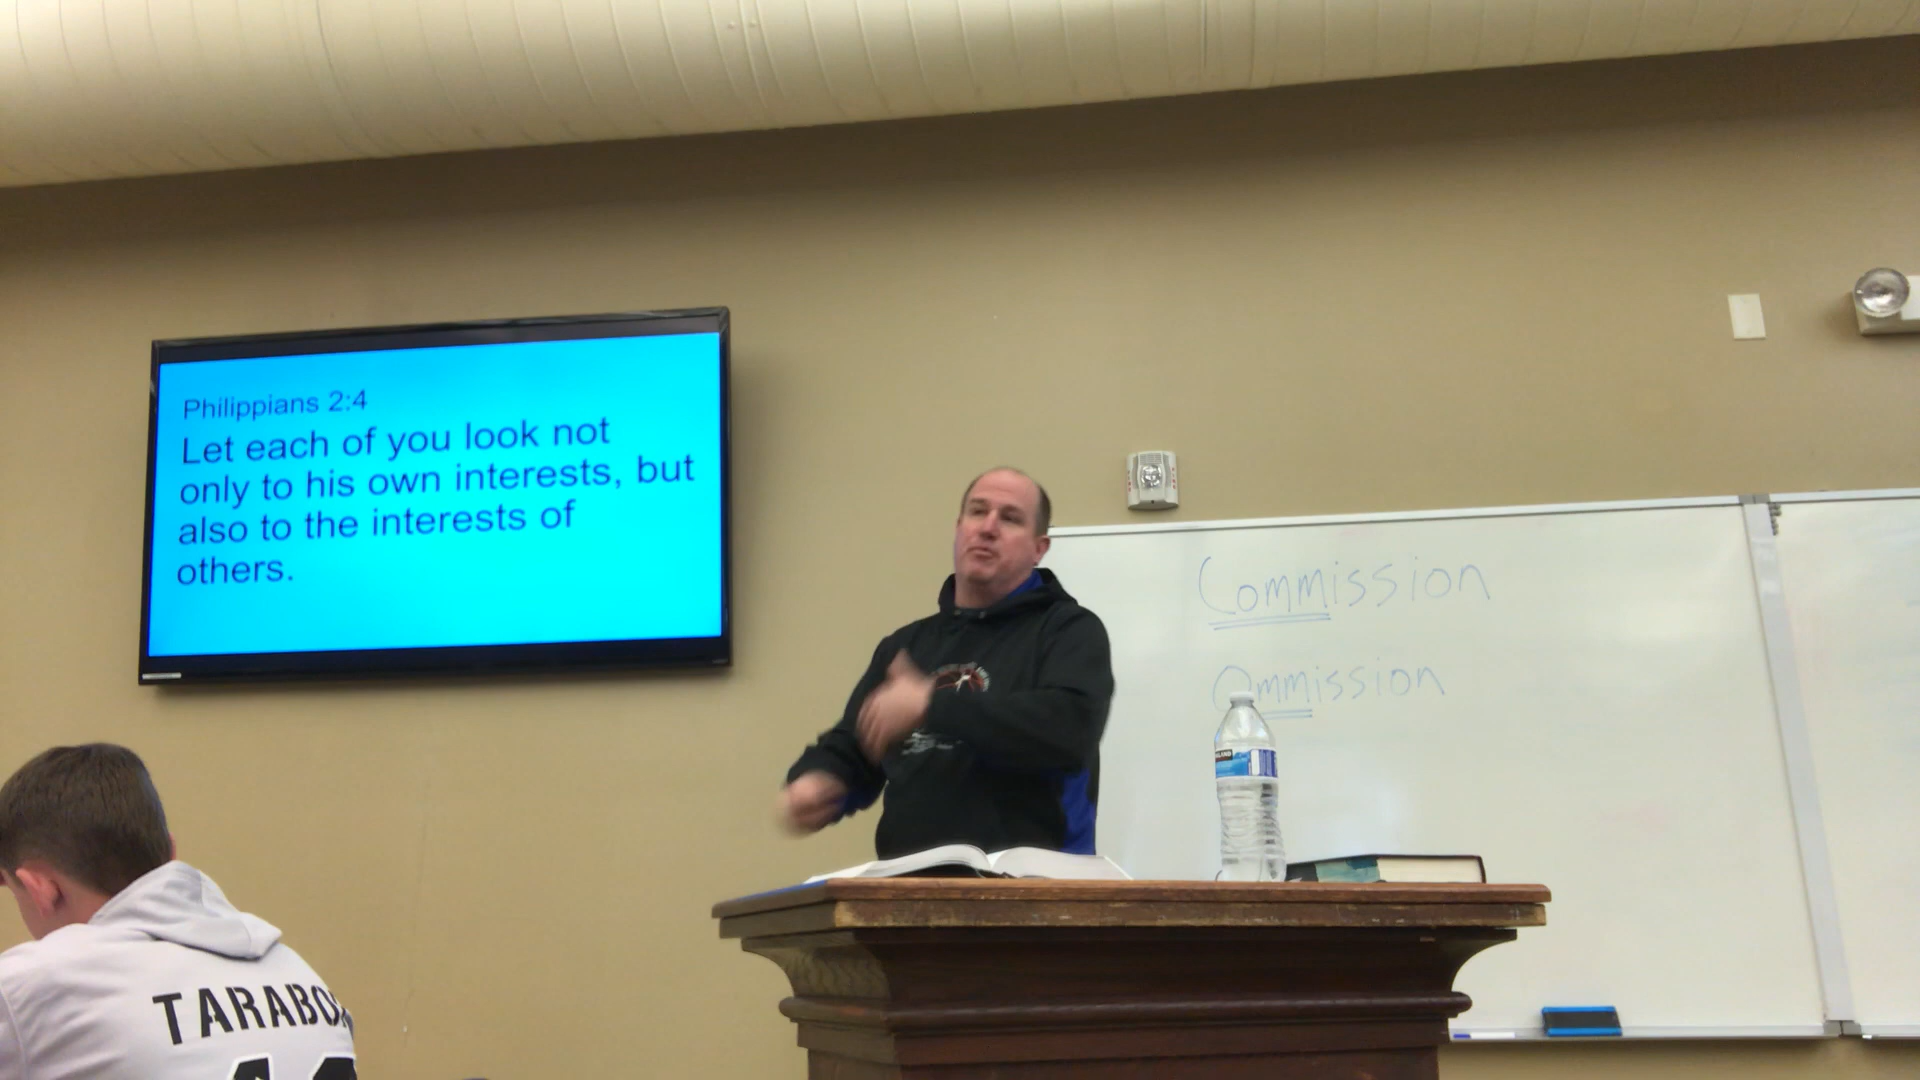 Philippians 2:4
Let each of you look not
only to his own interests, but
also to the interests of
others.
Commission
Ommission